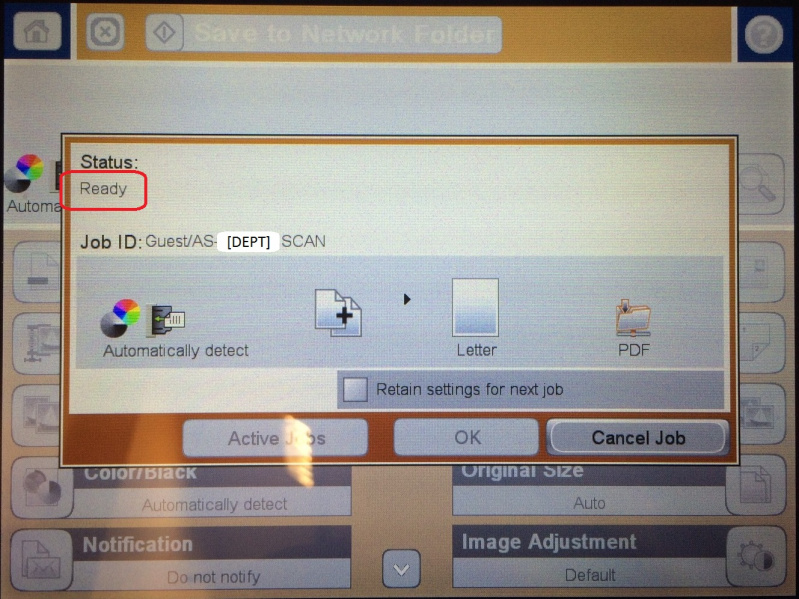 Save to Network Folder
Status:
Ready
Automa
Job ID: Guest/AS- [DEPT] SCAN
Automatically detect
Letter
PDF
Retain settings for next job
Active J bs
OK
Cancel Job
Color/Black
Automatically detect
Original Size
Auto
Notification
Do not notify
Image Adjustment
Default